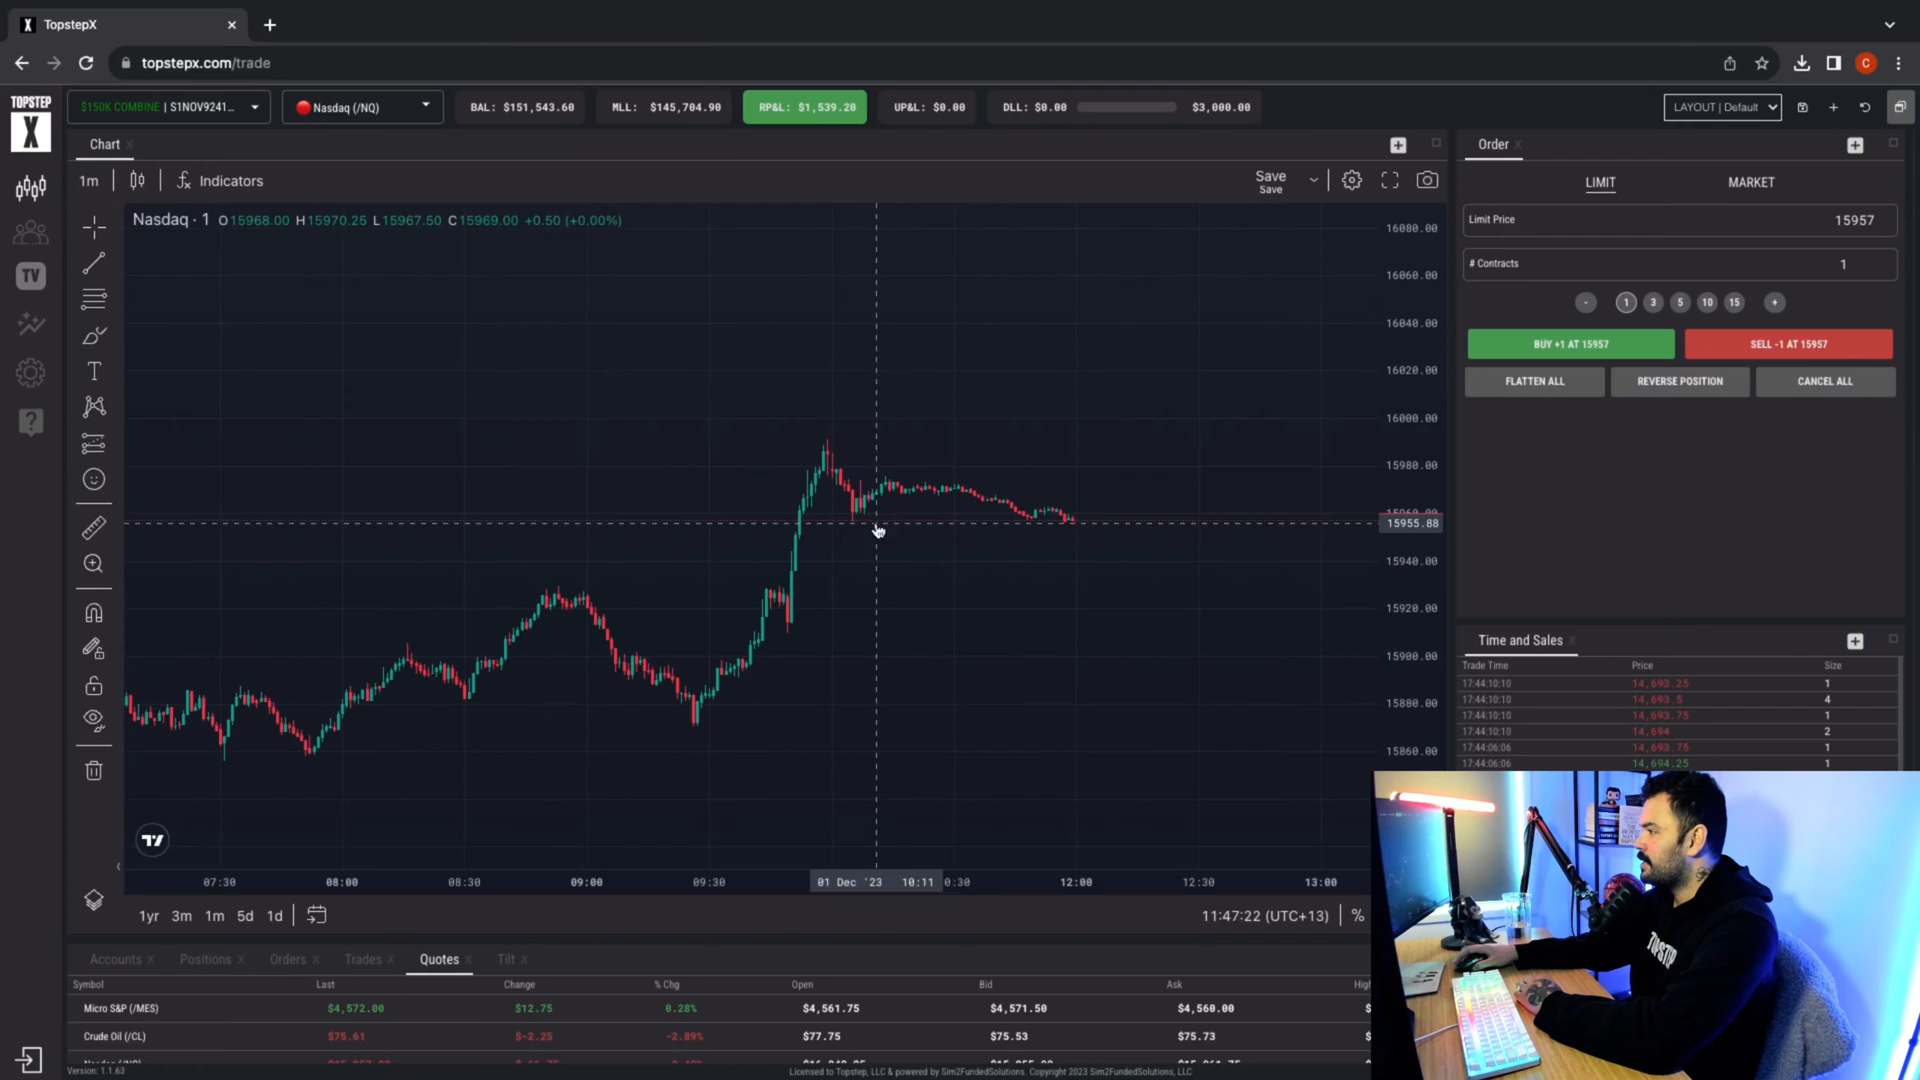 TopstepX
topstepx.com/trade
C
TOPSTEP
X
$150K COMBINE | S1NOV9241...
Nasdaq (/NQ)
BAL: $151,543.60
MLL: $145,704.90
RP&L: $1,539.20
UP&L: $0.00
DLL: $0.00
$3,000.00
LAYOUT | Default
Chart
Order
1m
Indicators
Save
Save
LIMIT
MARKET
Nasdaq · 1 O15968.00 H15970.25 L15967.50 C15969.00 +0.50 (+0.00%)
Limit Price 15957
# Contracts 1
- 1 3 5 10 15 +
BUY +1 AT 15957
SELL -1 AT 15957
FLATTEN ALL
REVERSE POSITION
CANCEL ALL
TV
16080.00
16060.00
16040.00
16020.00
16000.00
15980.00
15955.88
15940.00
15920.00
15900.00
15880.00
15860.00
Time and Sales
Trade Time Price Size
17:44:10:10 14,693.25 1
17:44:10:10 14,693.5 4
17:44:10:10 14,693.75 1
17:44:10:10 14,694 2
17:44:06:06 14,693.75 1
17:44:06:06 14,694.25 1
07:30 08:00 08:30 09:00 09:30 01 Dec '23 10:11 0:30 12:00 12:30 13:00
1yr 3m 1m 5d 1d
11:47:22 (UTC+13) %
Accounts Positions Orders Trades Quotes Tilt
Symbol Last Change % Chg Open Bid Ask High
Micro S&P (/MES) $4,572.00 $12.75 0.28% $4,561.75 $4,571.50 $4,560.00
Crude Oil (/CL) $75.61 $-2.25 -2.89% $77.75 $75.53 $75.73
TOPSTEP
Version: 1.1.63
Licensed to Topstep, LLC & powered by Sim2FundedSolutions. Copyright 2023 Sim2FundedSolutions, LLC